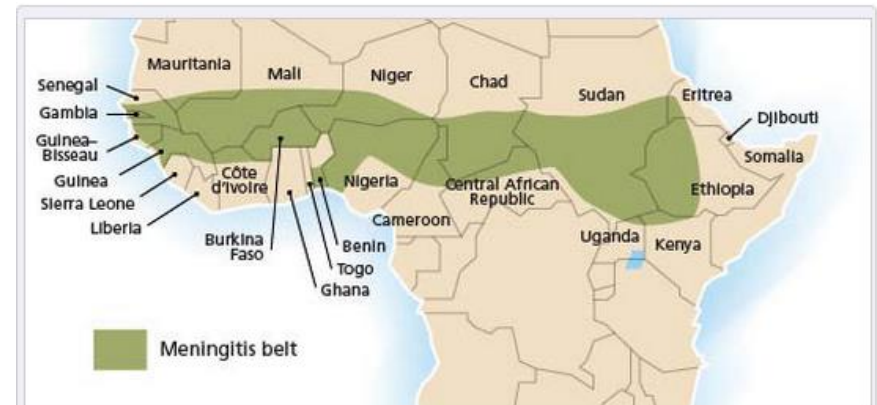 Mauritania
Mali
Niger
Chad
Sudan
Eritrea
Djibouti
Somalia
Ethiopia
Senegal
Gambia
Guinea–
Bissau
Guinea
Sierra Leone
Liberia
Côte
d'Ivoire
Burkina
Faso
Nigeria
Benin
Togo
Ghana
Cameroon
Central African
Republic
Uganda
Kenya
Meningitis belt